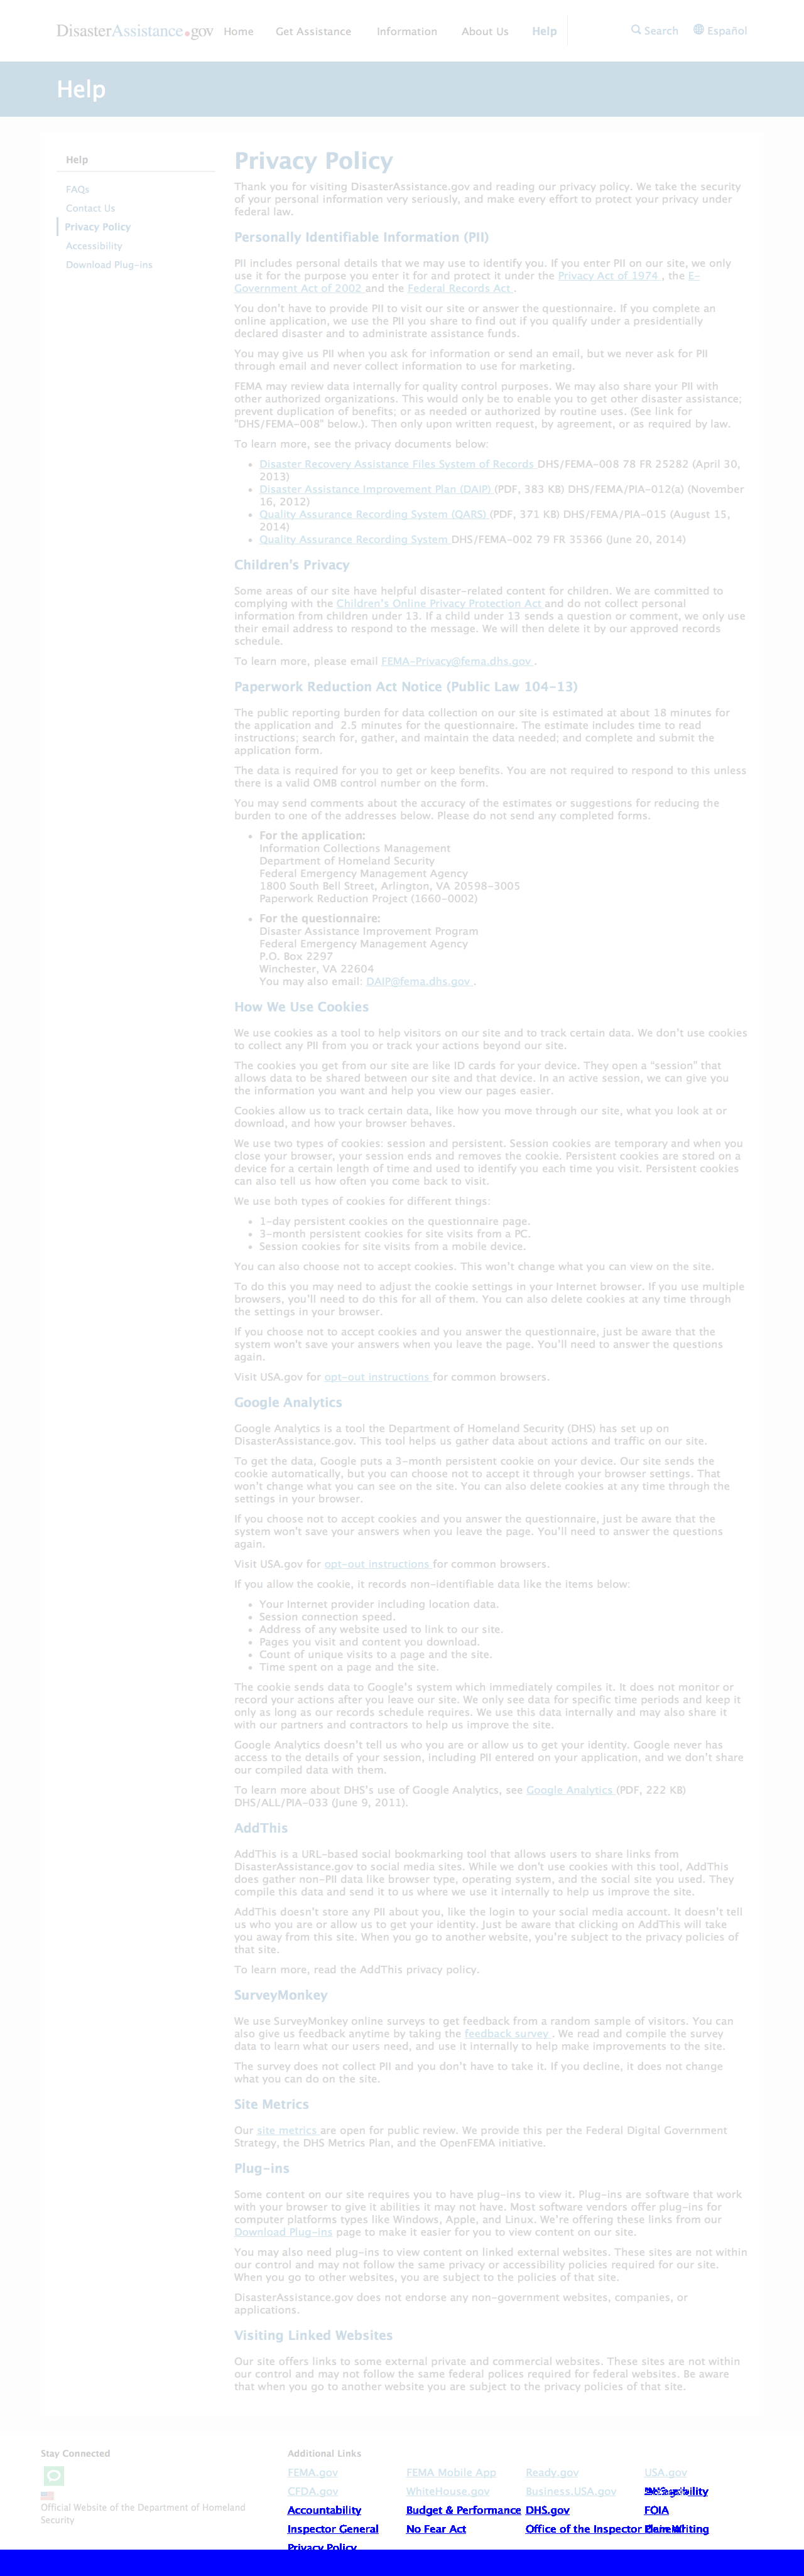 DisasterAssistance.gov Home Get Assistance Information About Us Help Search Español
Help
Help
FAQs
Contact Us
Privacy Policy
Accessibility
Download Plug-ins
Privacy Policy
Thank you for visiting DisasterAssistance.gov and reading our privacy policy. We take the security
of your personal information very seriously, and make every effort to protect your privacy under
federal law.
Personally Identifiable Information (PII)
PII includes personal details that we may use to identify you. If you enter PII on our site, we only
use it for the purpose you enter it for and protect it under the Privacy Act of 1974 , the E-
Government Act of 2002 and the Federal Records Act .
You don't have to provide PII to visit our site or answer the questionnaire. If you complete an
online application, we use the PII you share to find out if you qualify under a presidentially
declared disaster and to administrate assistance funds.
You may give us PII when you ask for information or send an email, but we never ask for PII
through email and never collect information to use for marketing.
FEMA may review data internally for quality control purposes. We may also share your PII with
other authorized organizations. This would only be to enable you to get other disaster assistance;
prevent duplication of benefits; or as needed or authorized by routine uses. (See link for
"DHS/FEMA-008" below.). Then only upon written request, by agreement, or as required by law.
To learn more, see the privacy documents below:
• Disaster Recovery Assistance Files System of Records DHS/FEMA-008 78 FR 25282 (April 30,
2013)
• Disaster Assistance Improvement Plan (DAIP) (PDF, 383 KB) DHS/FEMA/PIA-012(a) (November
16, 2012)
• Quality Assurance Recording System (QARS) (PDF, 371 KB) DHS/FEMA/PIA-015 (August 15,
2014)
• Quality Assurance Recording System DHS/FEMA-002 79 FR 35366 (June 20, 2014)
Children's Privacy
Some areas of our site have helpful disaster-related content for children. We are committed to
complying with the Children's Online Privacy Protection Act and do not collect personal
information from children under 13. If a child under 13 sends a question or comment, we only use
their email address to respond to the message. We will then delete it by our approved records
schedule.
To learn more, please email FEMA-Privacy@fema.dhs.gov .
Paperwork Reduction Act Notice (Public Law 104-13)
The public reporting burden for data collection on our site is estimated at about 18 minutes for
the application and 2.5 minutes for the questionnaire. The estimate includes time to read
instructions; search for, gather, and maintain the data needed; and complete and submit the
application form.
The data is required for you to get or keep benefits. You are not required to respond to this unless
there is a valid OMB control number on the form.
You may send comments about the accuracy of the estimates or suggestions for reducing the
burden to one of the addresses below. Please do not send any completed forms.
• For the application:
Information Collections Management
Department of Homeland Security
Federal Emergency Management Agency
1800 South Bell Street, Arlington, VA 20598-3005
Paperwork Reduction Project (1660-0002)
• For the questionnaire:
Disaster Assistance Improvement Program
Federal Emergency Management Agency
P.O. Box 2297
Winchester, VA 22604
You may also email: DAIP@fema.dhs.gov .
How We Use Cookies
We use cookies as a tool to help visitors on our site and to track certain data. We don't use cookies
to collect any PII from you or track your actions beyond our site.
The cookies you get from our site are like ID cards for your device. They open a "session" that
allows data to be shared between our site and that device. In an active session, we can give you
the information you want and help you view our pages easier.
Cookies allow us to track certain data, like how you move through our site, what you look at or
download, and how your browser behaves.
We use two types of cookies: session and persistent. Session cookies are temporary and when you
close your browser, your session ends and removes the cookie. Persistent cookies are stored on a
device for a certain length of time and used to identify you each time you visit. Persistent cookies
can also tell us how often you come back to visit.
We use both types of cookies for different things:
• 1-day persistent cookies on the questionnaire page.
• 3-month persistent cookies for site visits from a PC.
• Session cookies for site visits from a mobile device.
You can also choose not to accept cookies. This won't change what you can view on the site.
To do this you may need to adjust the cookie settings in your Internet browser. If you use multiple
browsers, you'll need to do this for all of them. You can also delete cookies at any time through
the settings in your browser.
If you choose not to accept cookies and you answer the questionnaire, just be aware that the
system won't save your answers when you leave the page. You'll need to answer the questions
again.
Visit USA.gov for opt-out instructions for common browsers.
Google Analytics
Google Analytics is a tool the Department of Homeland Security (DHS) has set up on
DisasterAssistance.gov. This tool helps us gather data about actions and traffic on our site.
To get the data, Google puts a 3-month persistent cookie on your device. Our site sends the
cookie automatically, but you can choose not to accept it through your browser settings. That
won't change what you can see on the site. You can also delete cookies at any time through the
settings in your browser.
If you choose not to accept cookies and you answer the questionnaire, just be aware that the
system won't save your answers when you leave the page. You'll need to answer the questions
again.
Visit USA.gov for opt-out instructions for common browsers.
If you allow the cookie, it records non-identifiable data like the items below:
• Your Internet provider including location data.
• Session connection speed.
• Address of any website used to link to our site.
• Pages you visit and content you download.
• Count of unique visits to a page and the site.
• Time spent on a page and the site.
The cookie sends data to Google's system which immediately compiles it. It does not monitor or
record your actions after you leave our site. We only see data for specific time periods and keep it
only as long as our records schedule requires. We use this data internally and may also share it
with our partners and contractors to help us improve the site.
Google Analytics doesn't tell us who you are or allow us to get your identity. Google never has
access to the details of your session, including PII entered on your application, and we don't share
our compiled data with them.
To learn more about DHS's use of Google Analytics, see Google Analytics (PDF, 222 KB)
DHS/ALL/PIA-033 (June 9, 2011).
AddThis
AddThis is a URL-based social bookmarking tool that allows users to share links from
DisasterAssistance.gov to social media sites. While we don't use cookies with this tool, AddThis
does gather non-PII data like browser type, operating system, and the social site you used. They
compile this data and send it to us where we use it internally to help us improve the site.
AddThis doesn't store any PII about you, like the login to your social media account. It doesn't tell
us who you are or allow us to get your identity. Just be aware that clicking on AddThis will take
you away from this site. When you go to another website, you're subject to the privacy policies of
that site.
To learn more, read the AddThis privacy policy.
SurveyMonkey
We use SurveyMonkey online surveys to get feedback from a random sample of visitors. You can
also give us feedback anytime by taking the feedback survey . We read and compile the survey
data to learn what our users need, and use it internally to help make improvements to the site.
The survey does not collect PII and you don't have to take it. If you decline, it does not change
what you can do on the site.
Site Metrics
Our site metrics are open for public review. We provide this per the Federal Digital Government
Strategy, the DHS Metrics Plan, and the OpenFEMA initiative.
Plug-ins
Some content on our site requires you to have plug-ins to view it. Plug-ins are software that work
with your browser to give it abilities it may not have. Most software vendors offer plug-ins for
computer platforms types like Windows, Apple, and Linux. We're offering these links from our
Download Plug-ins page to make it easier for you to view content on our site.
You may also need plug-ins to view content on linked external websites. These sites are not within
our control and may not follow the same privacy or accessibility policies required for our site.
When you go to other websites, you are subject to the policies of that site.
DisasterAssistance.gov does not endorse any non-government websites, companies, or
applications.
Visiting Linked Websites
Our site offers links to some external private and commercial websites. These sites are not within
our control and may not follow the same federal polices required for federal websites. Be aware
that when you go to another website you are subject to the privacy policies of that site.
Stay Connected
Official Website of the Department of Homeland
Security
Additional Links
FEMA.gov FEMA Mobile App Ready.gov USA.gov
CFDA.gov WhiteHouse.gov Business.USA.gov
Accountability Budget & Performance DHS.gov FOIA
Inspector General No Fear Act Office of the Inspector Writing
Privacy Policy